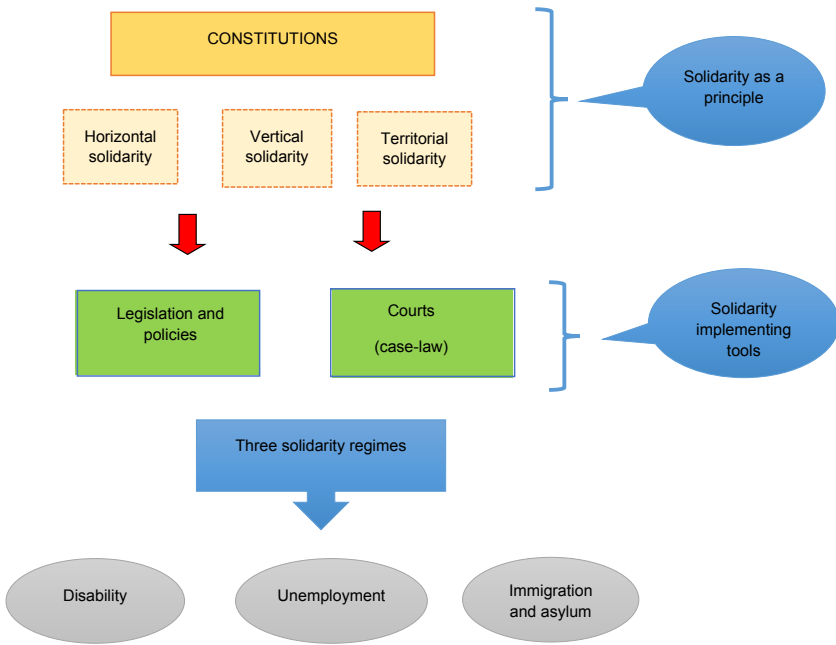 CONSTITUTIONS
Solidarity as a
principle
Horizontal
solidarity
Vertical
solidarity
Territorial
solidarity
Legislation and
policies
Courts
(case-law)
Solidarity
implementing
tools
Three solidarity regimes
Disability
Unemployment
Immigration
and asylum